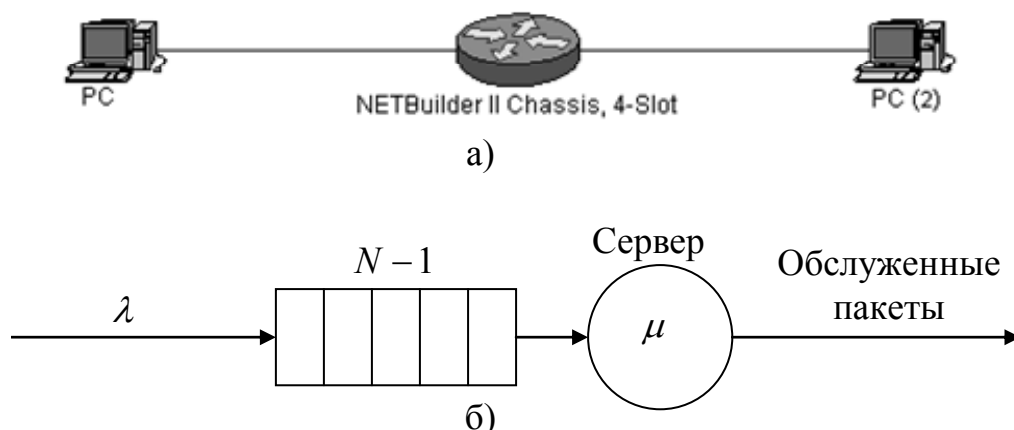 PC
NETBuilder II Chassis, 4-Slot
PC (2)
а)
λ
N − 1
Сервер
μ
Обслуженные
пакеты
б)